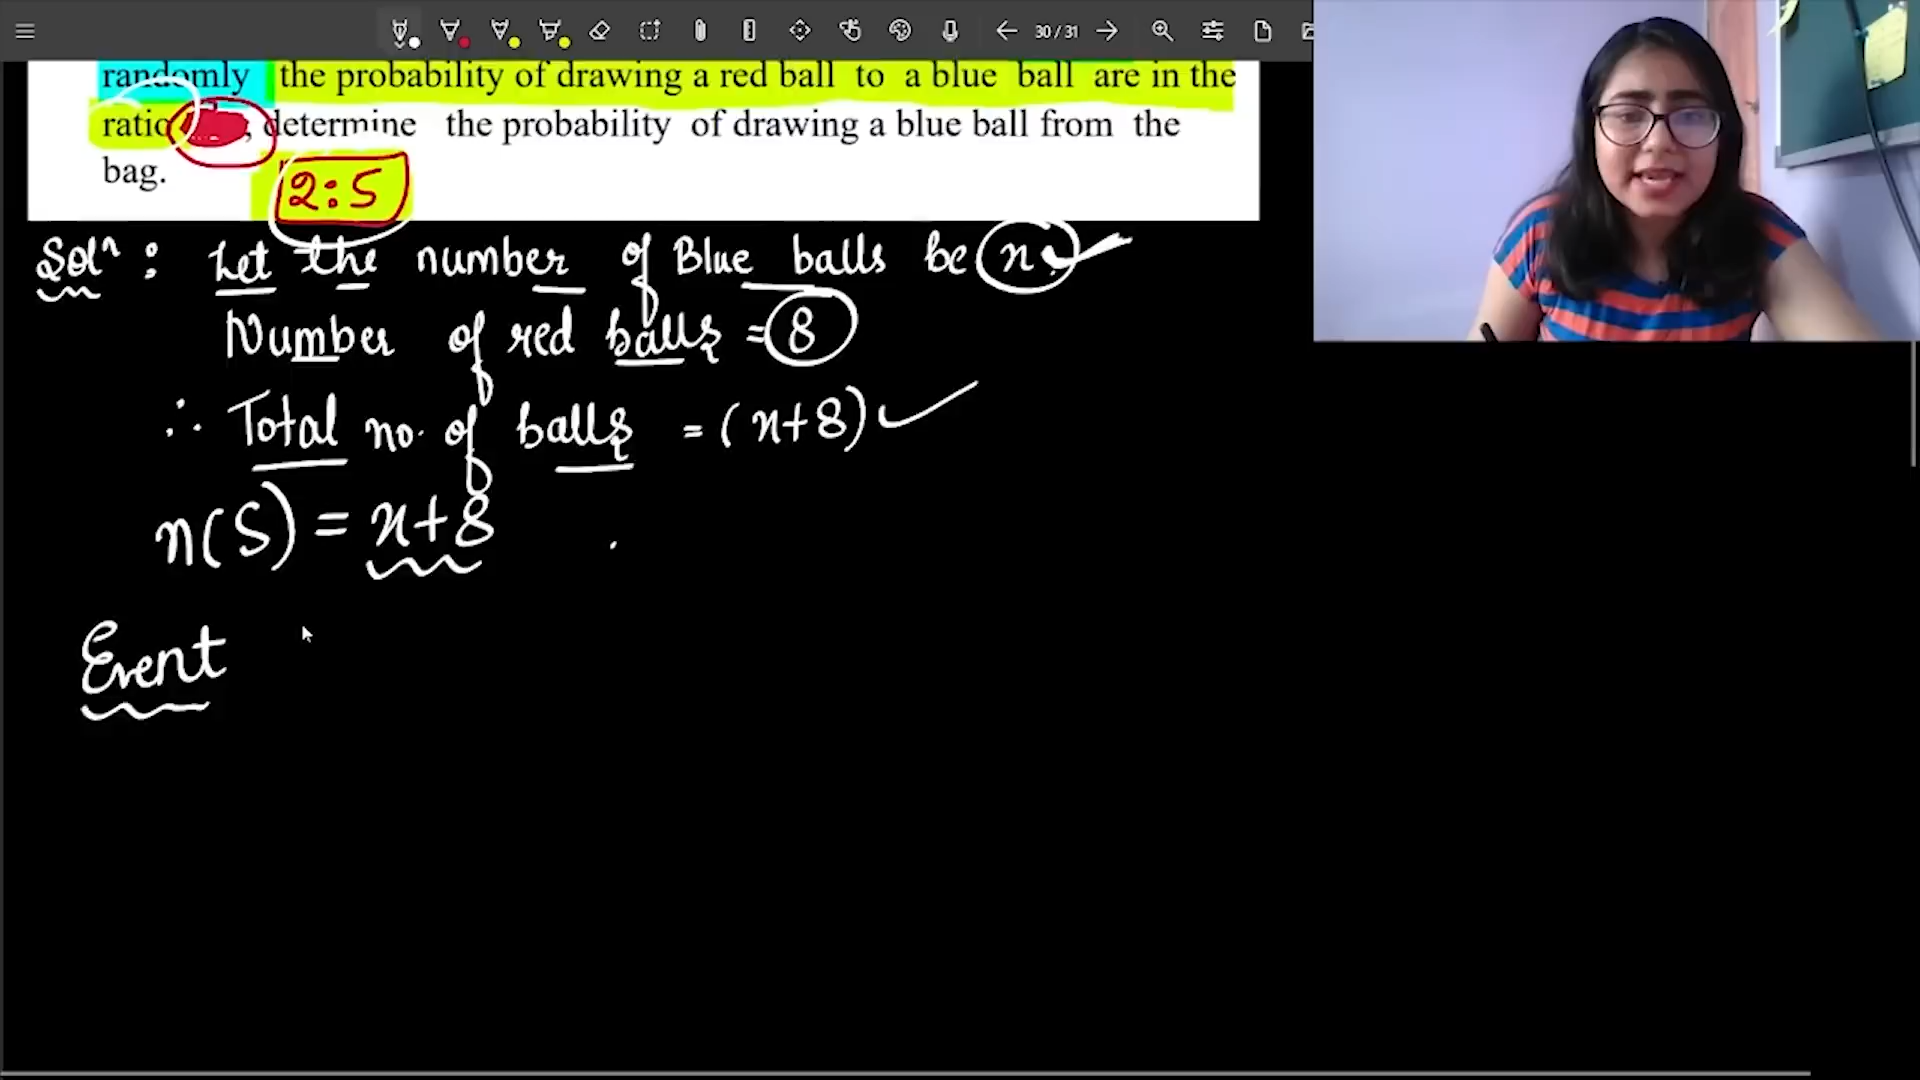 30 / 31
randomly the probability of drawing a red ball to a blue ball are in the
ratio , determine the probability of drawing a blue ball from the
bag.
2:5
Solⁿ : Let the number of Blue balls be x.
Number of red balls = 8
∴ Total no. of balls = (x+8)
n(S) = x+8
Event